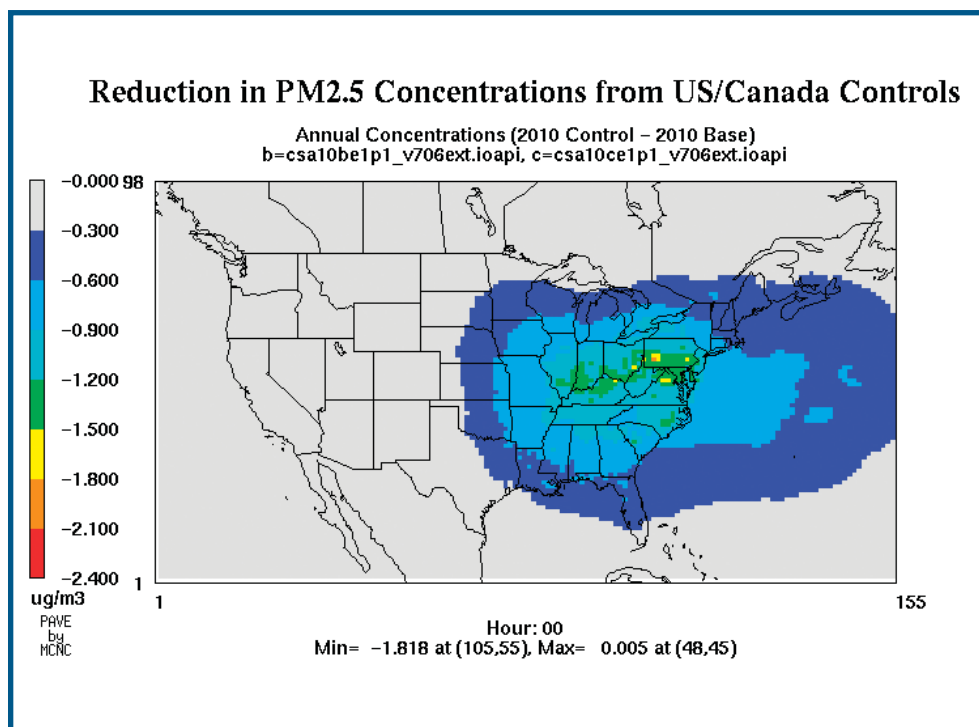 Reduction in PM2.5 Concentrations from US/Canada Controls
Annual Concentrations (2010 Control – 2010 Base)
b=csa10be1p1_v706ext.ioapi, c=csa10ce1p1_v706ext.ioapi
−0.000
−0.300
−0.600
−0.900
−1.200
−1.500
−1.800
−2.100
−2.400
ug/m3
PAVE
by
MCNC
98
1
1
155
Hour: 00
Min= −1.818 at (105,55), Max= 0.005 at (48,45)